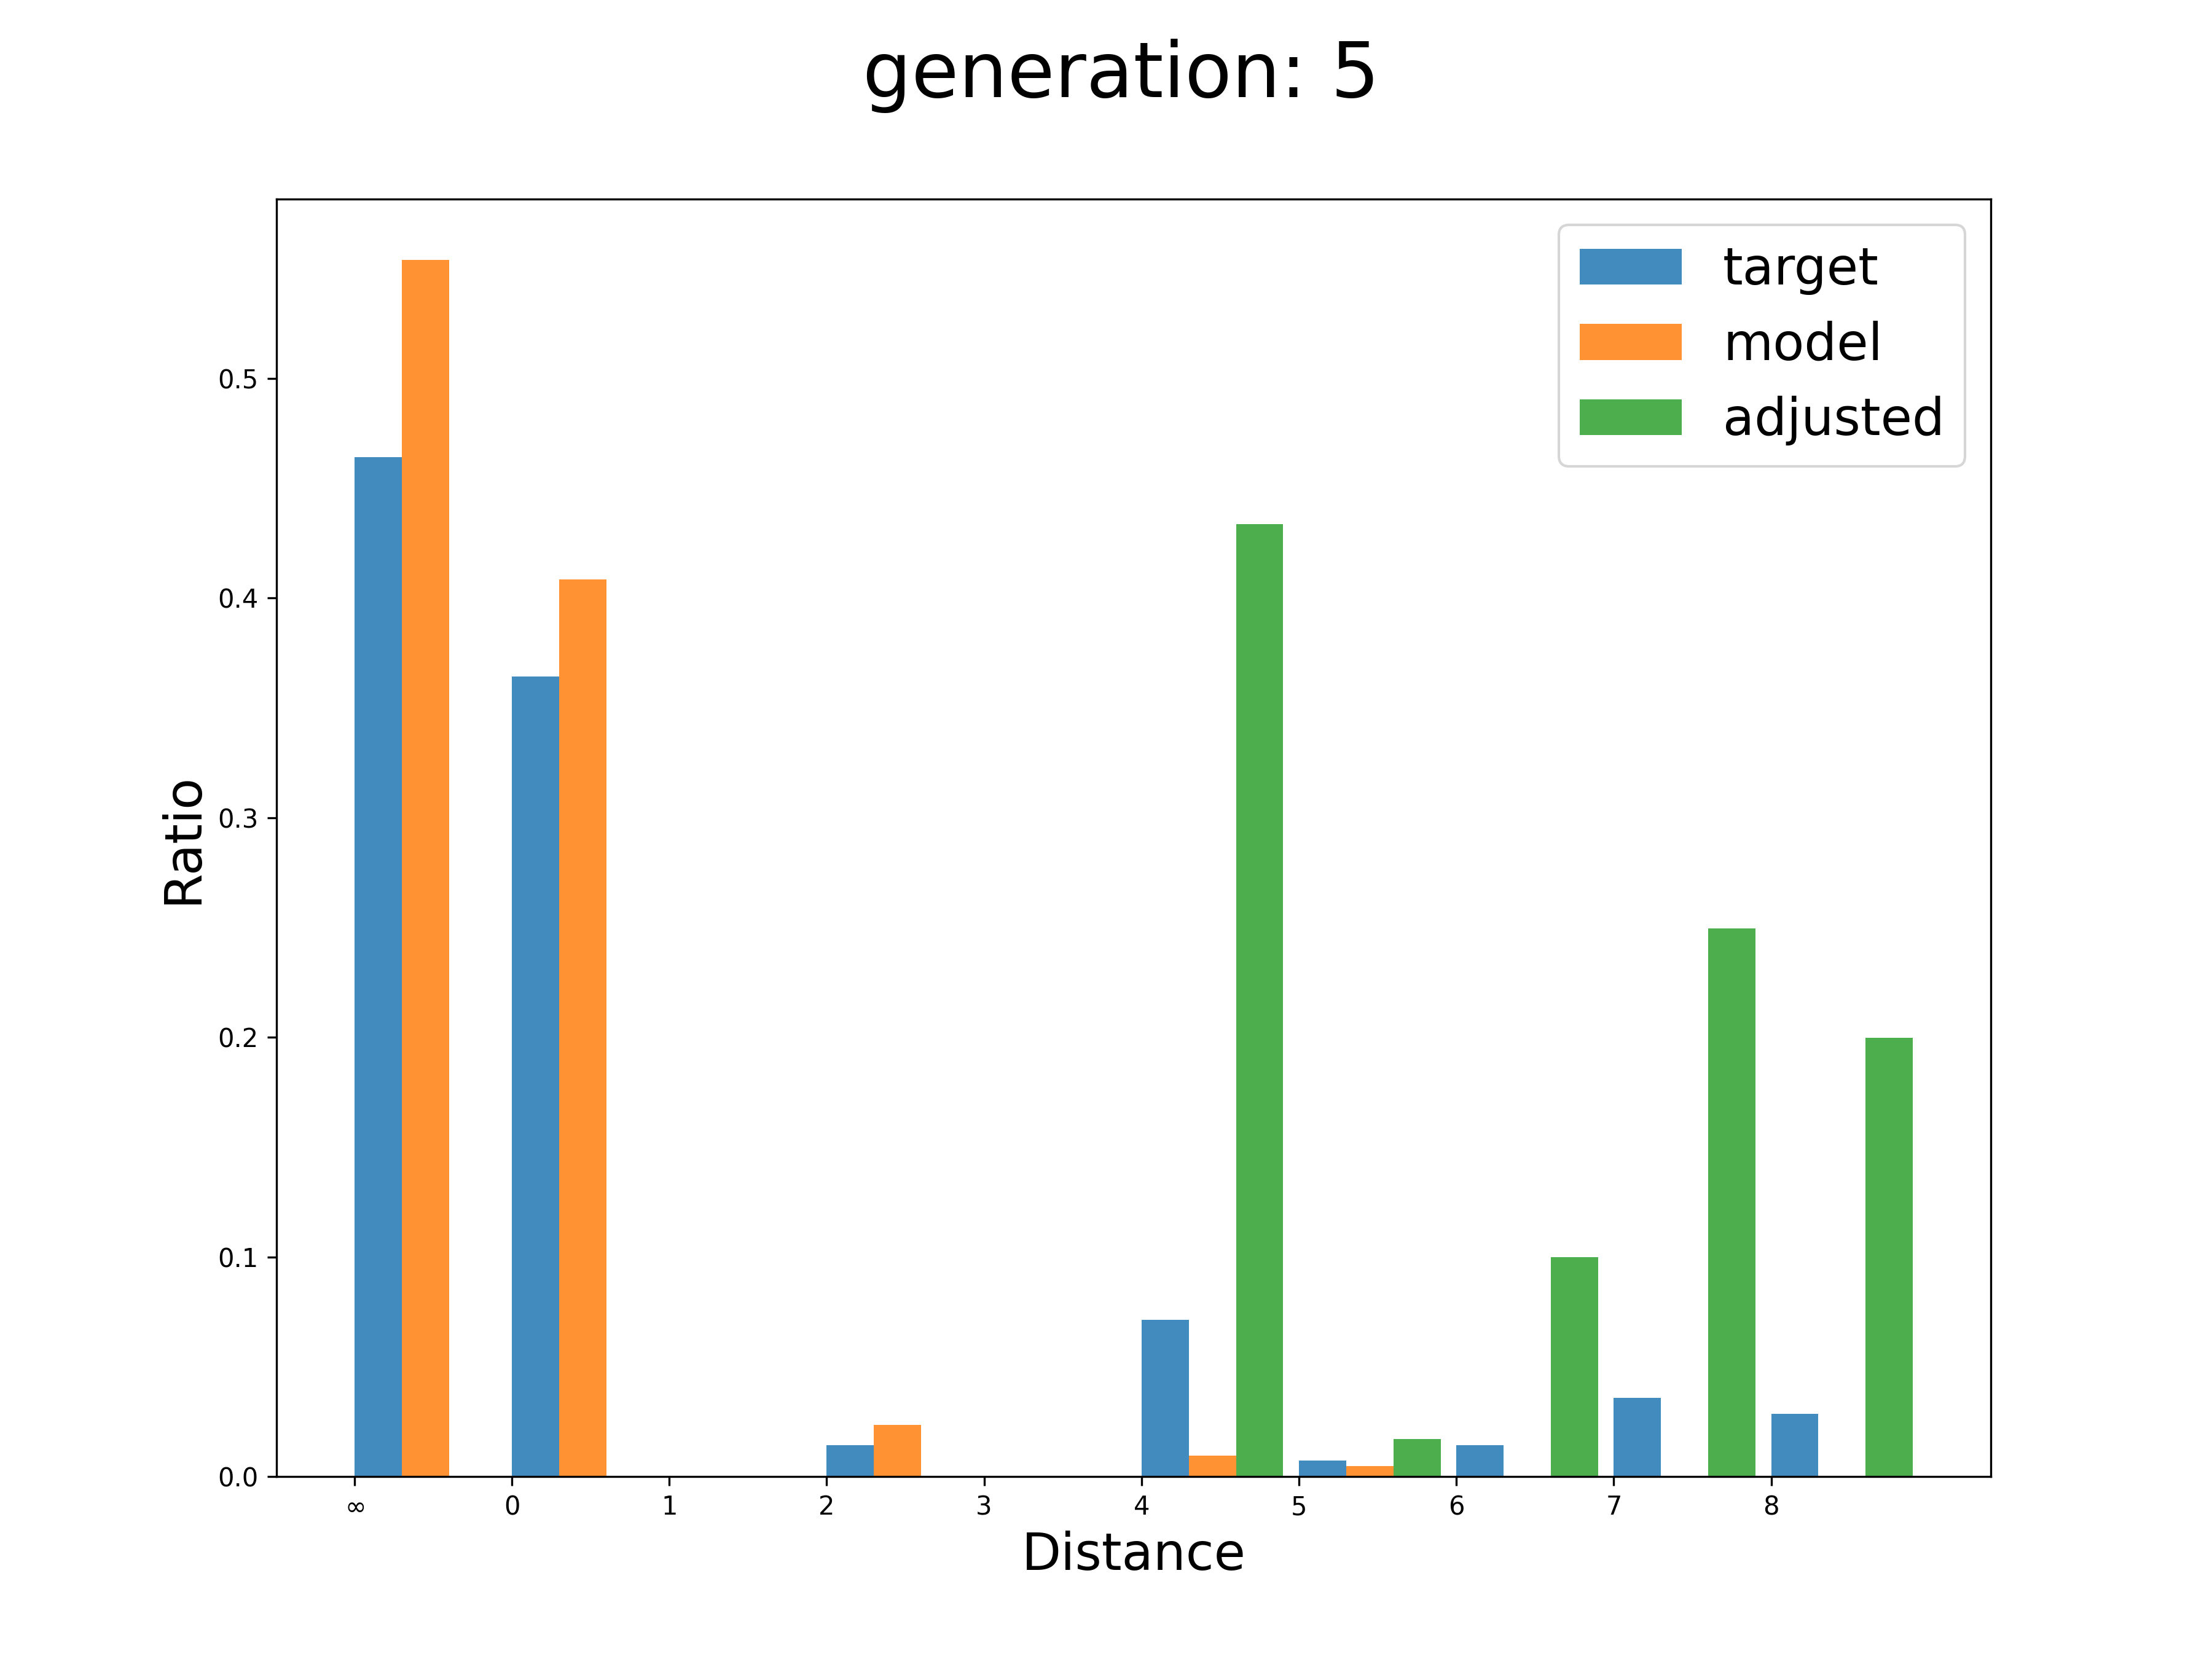 generation: 5
target
model
adjusted
Ratio
0.5
0.4
0.3
0.2
0.1
0.0
∞ 0 1 2 3 4 5 6 7 8
Distance